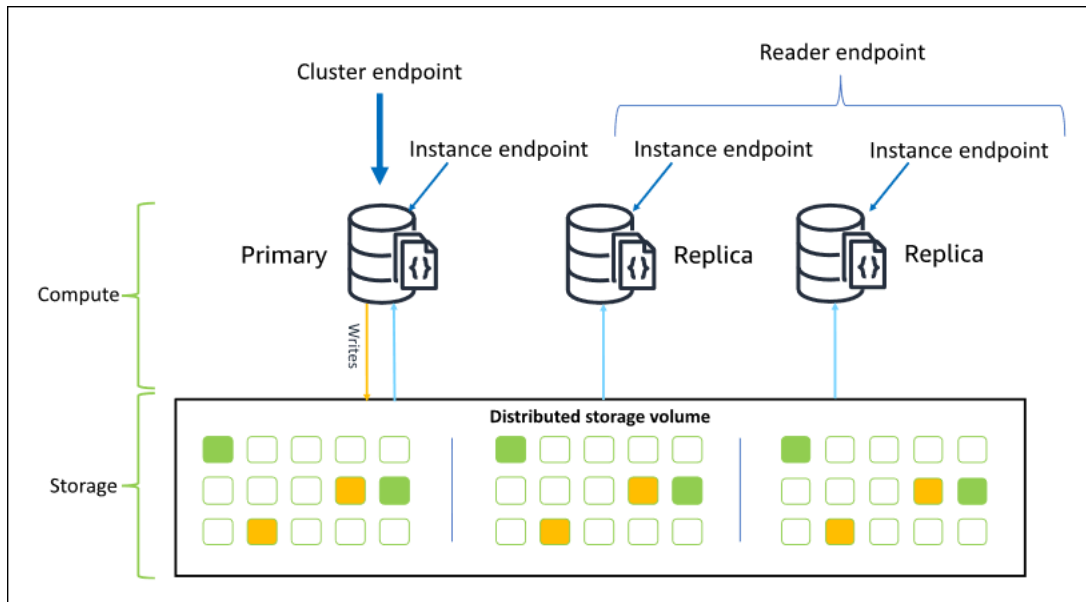 Reader endpoint
Cluster endpoint
Instance endpoint
Instance endpoint
Instance endpoint
Primary
{}
Replica
{}
Replica
{}
Compute
Writes
Distributed storage volume
Storage